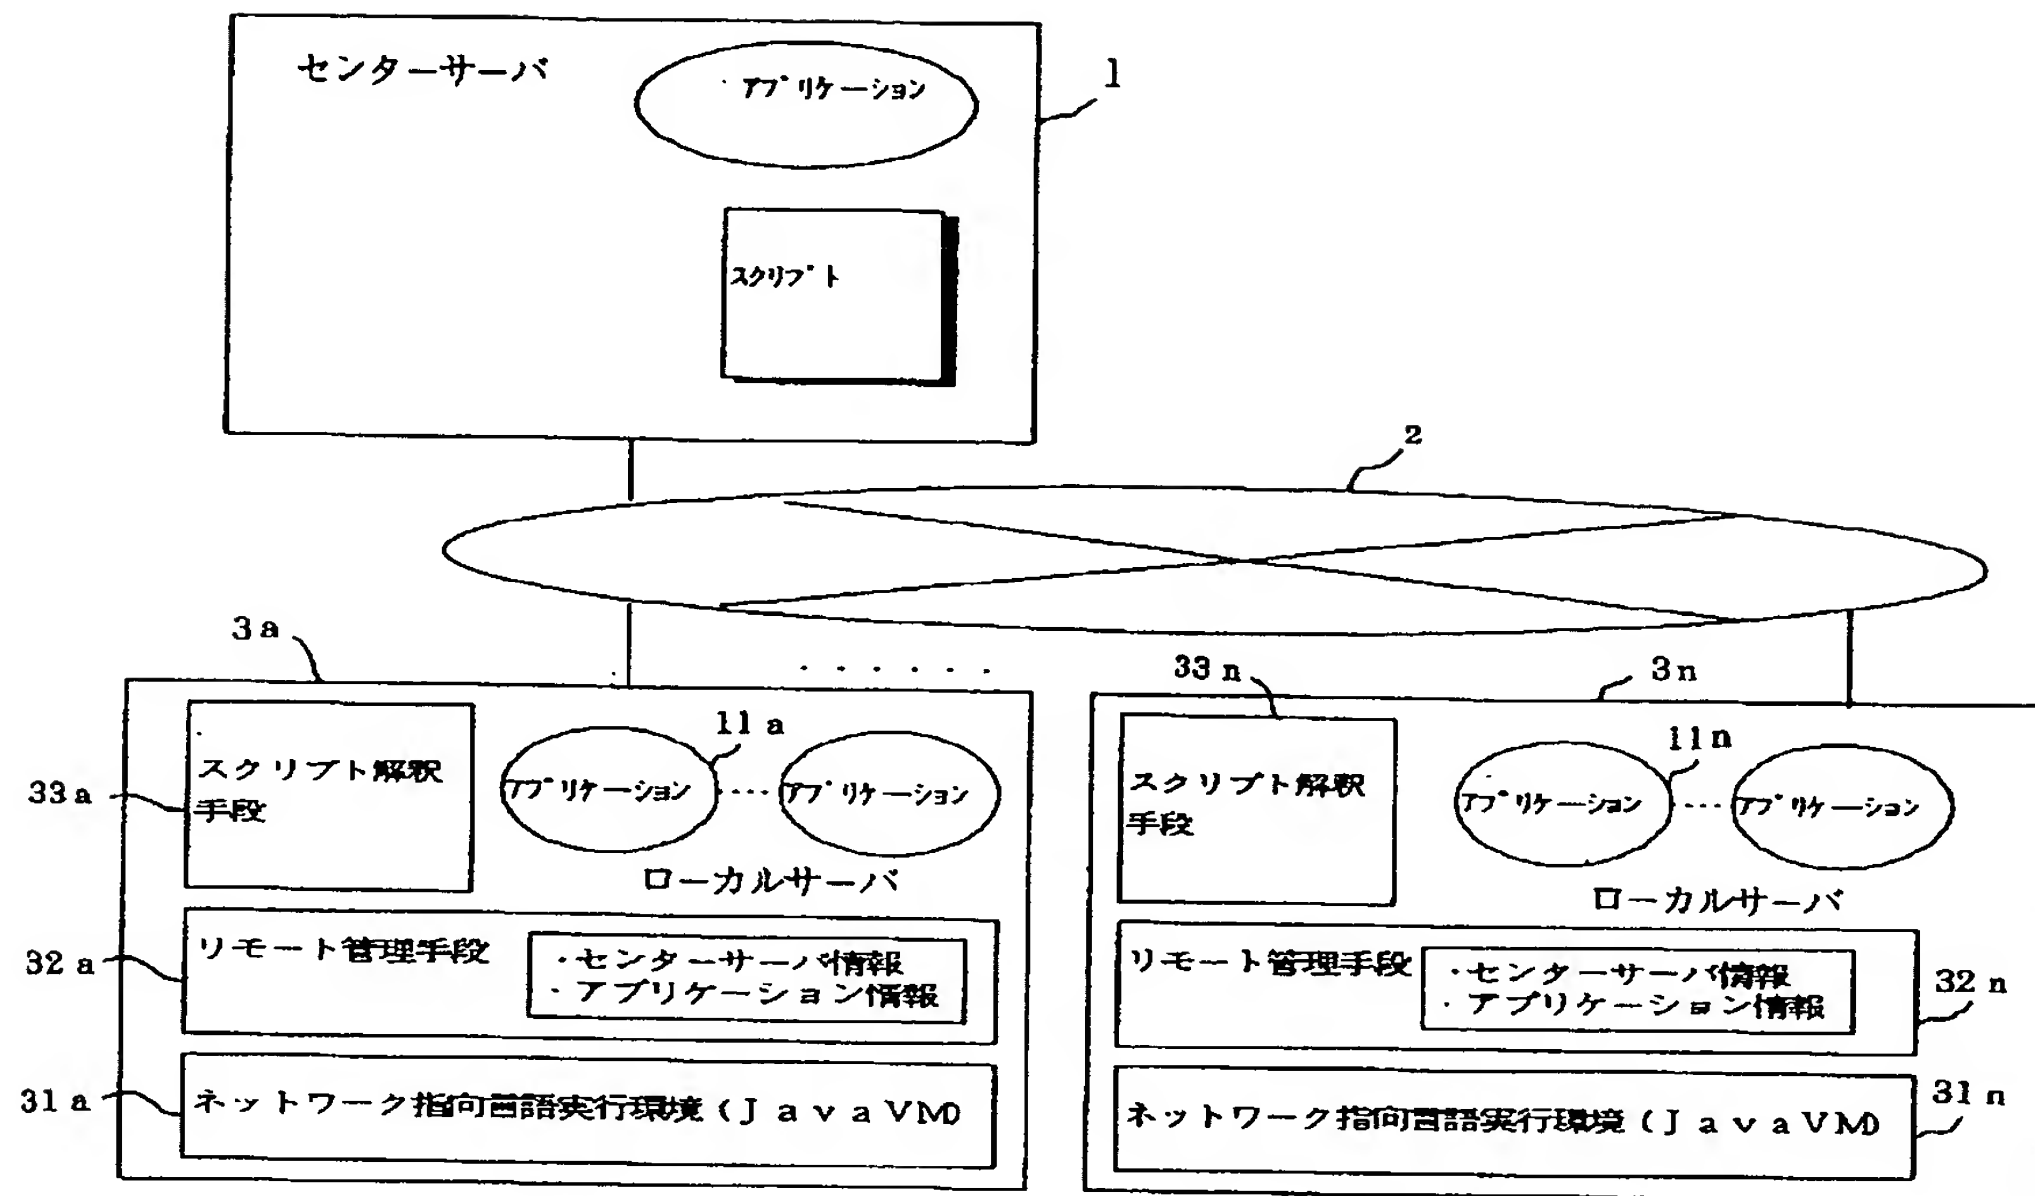 センターサーバ
アプリケーション
1
スクリプト
2
3a
33n
3n
11a
11n
スクリプト解釈
手段
アプリケーション
アプリケーション
33a
スクリプト解釈
手段
アプリケーション
アプリケーション
ローカルサーバ
ローカルサーバ
リモート管理手段
・センターサーバ情報
・アプリケーション情報
32a
リモート管理手段
・センターサーバ情報
・アプリケーション情報
32n
31a
ネットワーク指向言語実行環境(JavaVM)
ネットワーク指向言語実行環境(JavaVM)
31n